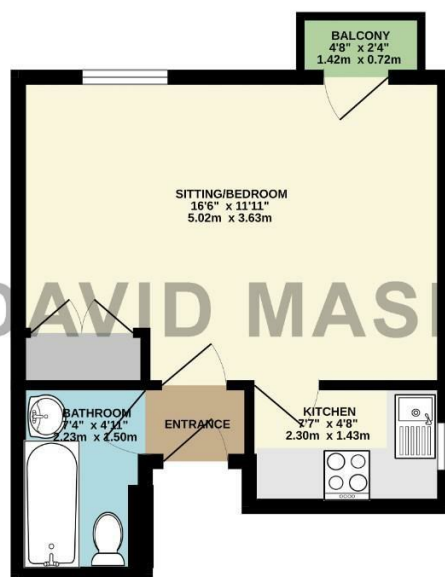 BALCONY
4'8" x 2'4"
1.42m x 0.72m
SITTING/BEDROOM
16'6" x 11'11"
5.02m x 3.63m
DAVID MAS
BATHROOM
7'4" x 4'11"
2.23m x 1.50m
ENTRANCE
KITCHEN
7'7" x 4'8"
2.30m x 1.43m